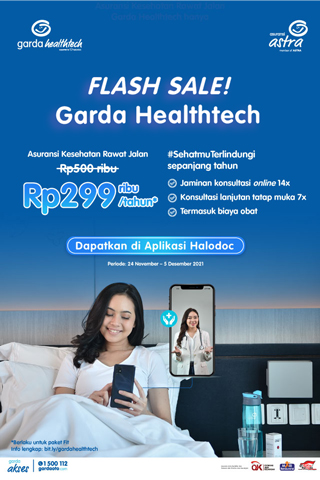 garda healthtech
asuransi
astra
member of ASTRA
FLASH SALE!
Garda Healthtech
Asuransi Kesehatan Rawat Jalan
Rp500 ribu
Rp299 ribu
/tahun*
#SehatmuTerlindungi
sepanjang tahun
Jaminan konsultasi online 14x
Konsultasi lanjutan tatap muka 7x
Termasuk biaya obat
Dapatkan di Aplikasi Halodoc
Periode: 24 November – 5 Desember 2021
*Berlaku untuk paket Fit
Info lengkap: bit.ly/gardahealthtech
garda
akses
1 500 112
gardaoto.com